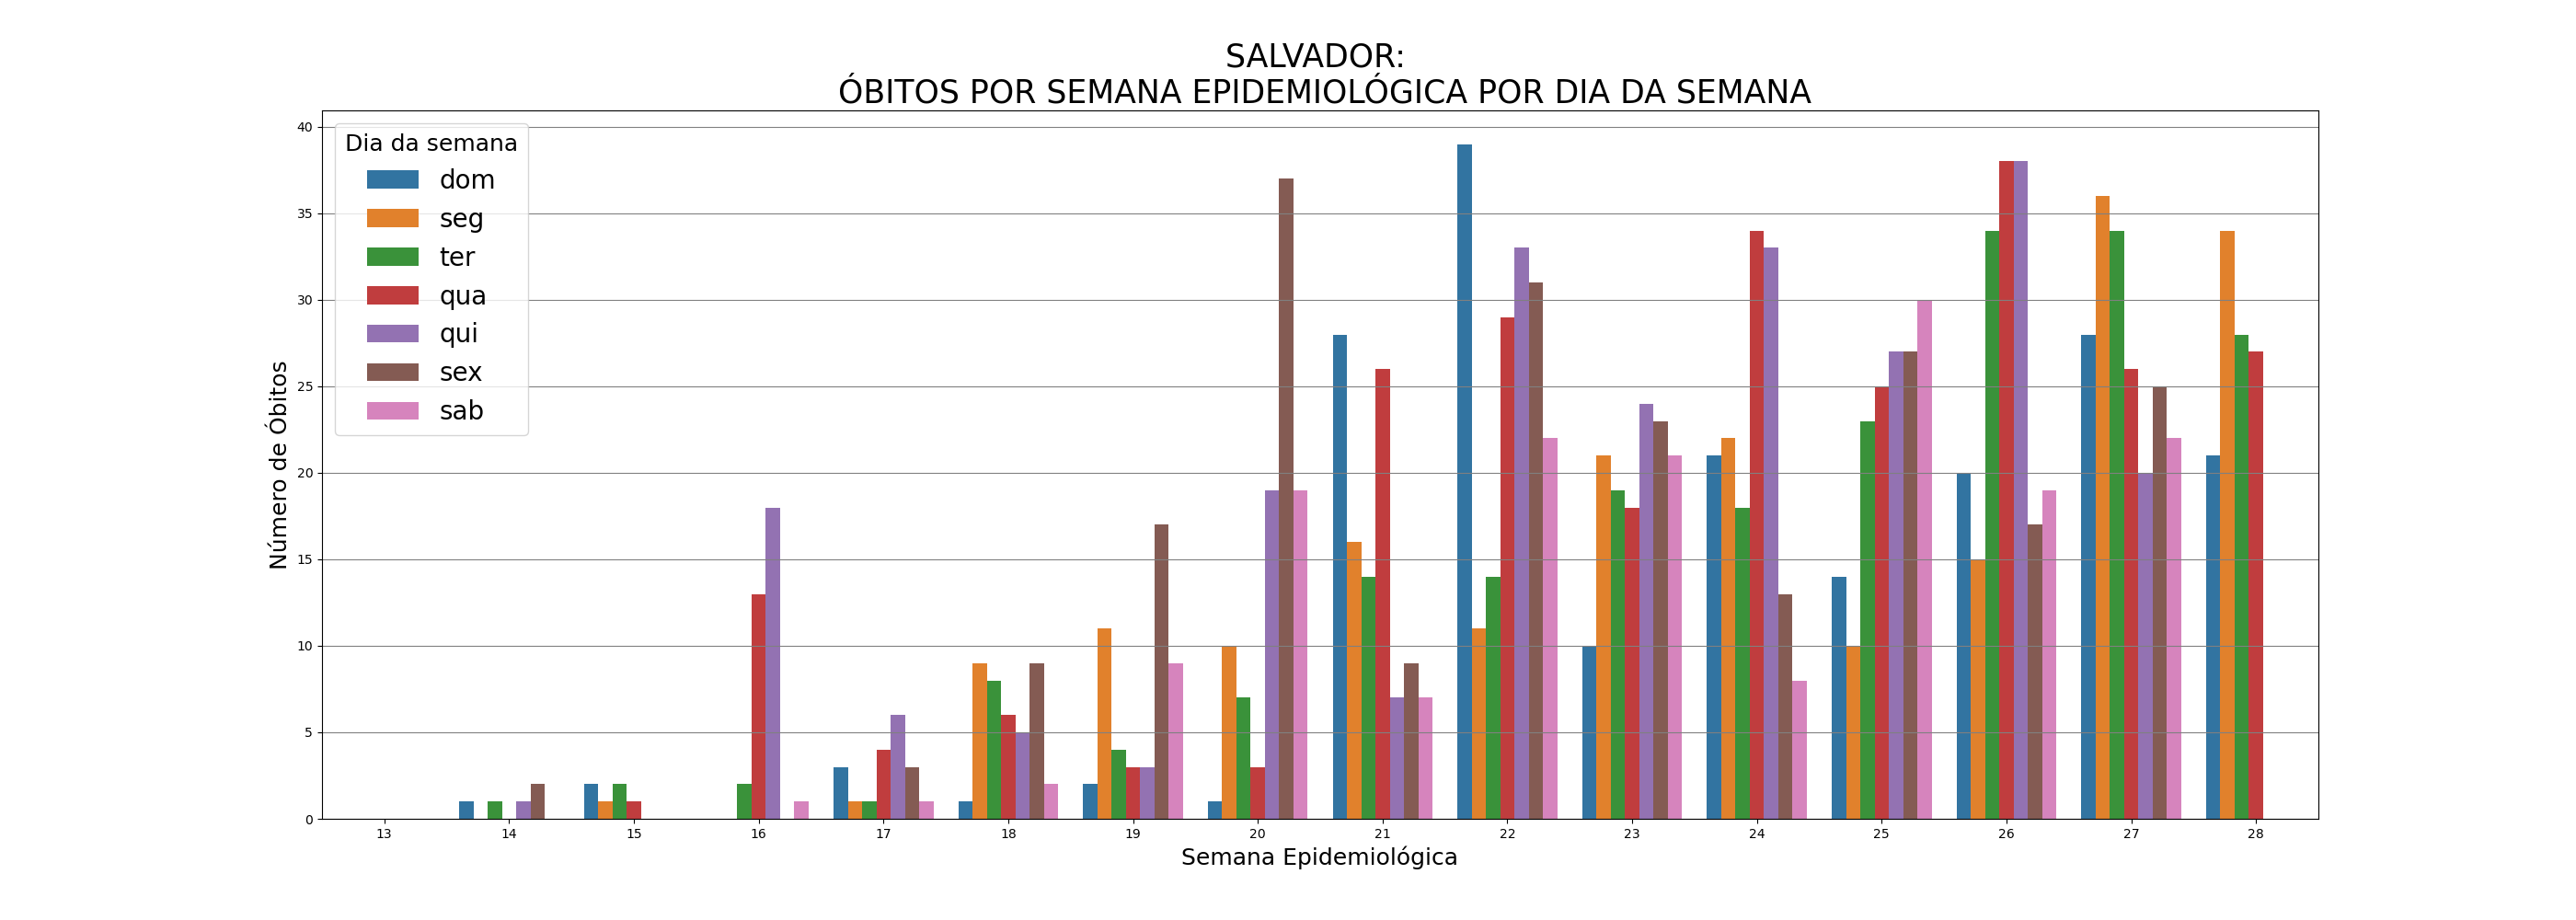 SALVADOR:
ÓBITOS POR SEMANA EPIDEMIOLÓGICA POR DIA DA SEMANA
Número de Óbitos
40
35
30
25
20
15
10
5
0
Dia da semana
dom
seg
ter
qua
qui
sex
sab
13 14 15 16 17 18 19 20 21 22 23 24 25 26 27 28
Semana Epidemiológica